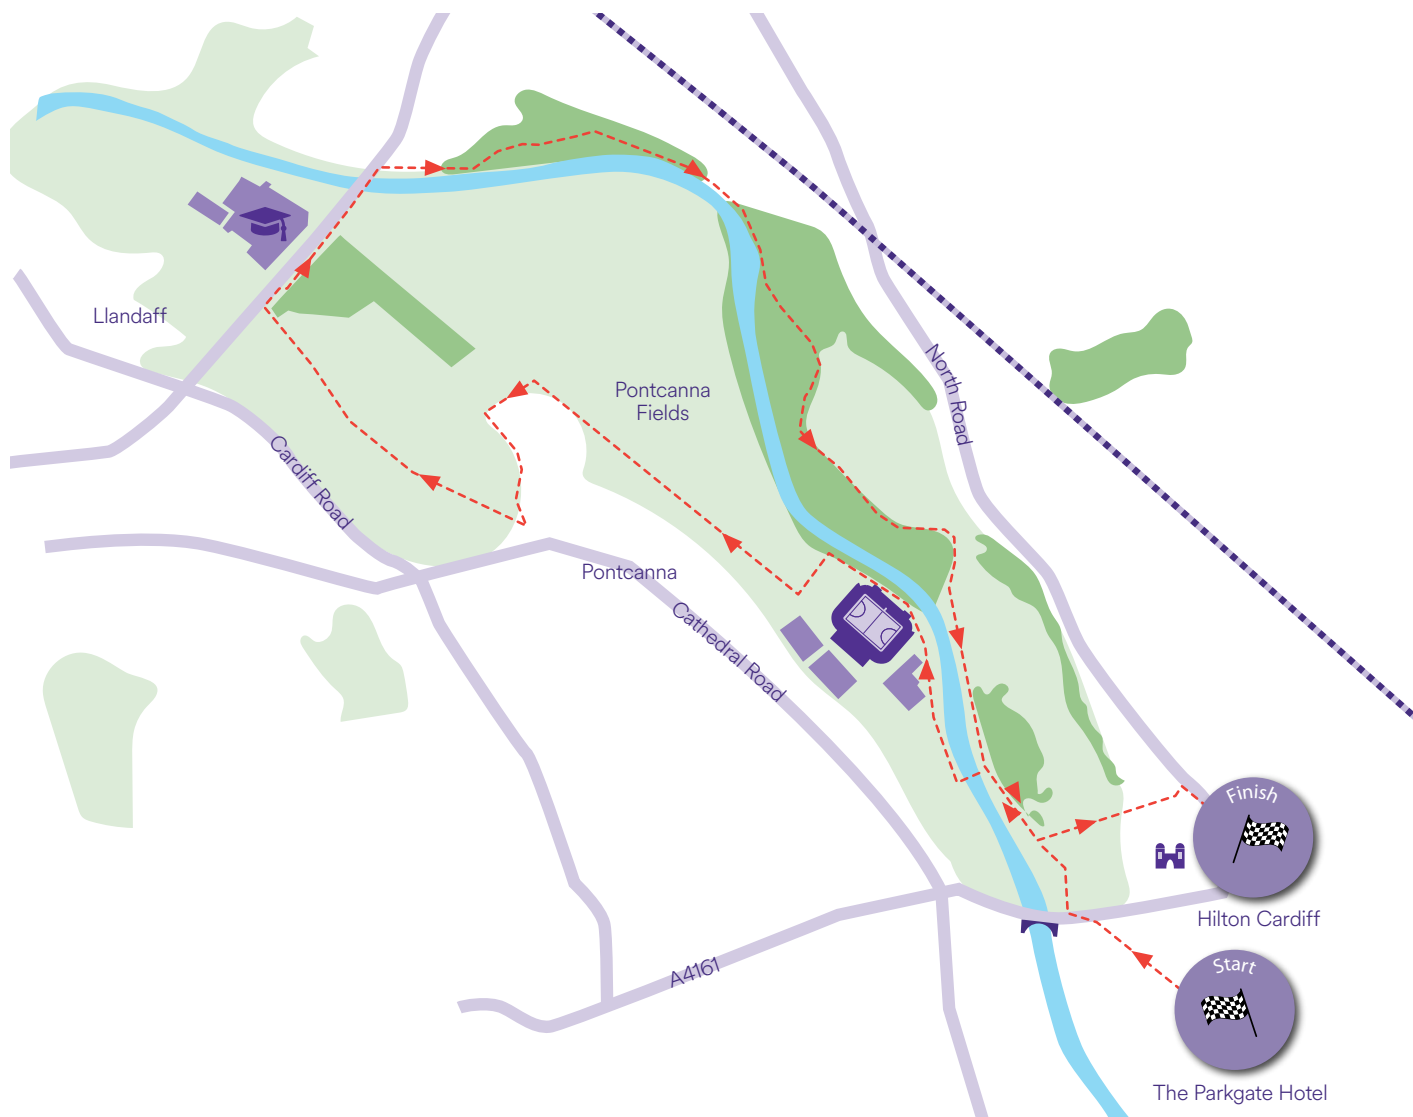 Llandaff
Pontcanna
Fields
North Road
Cardiff Road
Pontcanna
Cathedral Road
Finish
Hilton Cardiff
A4161
Start
The Parkgate Hotel